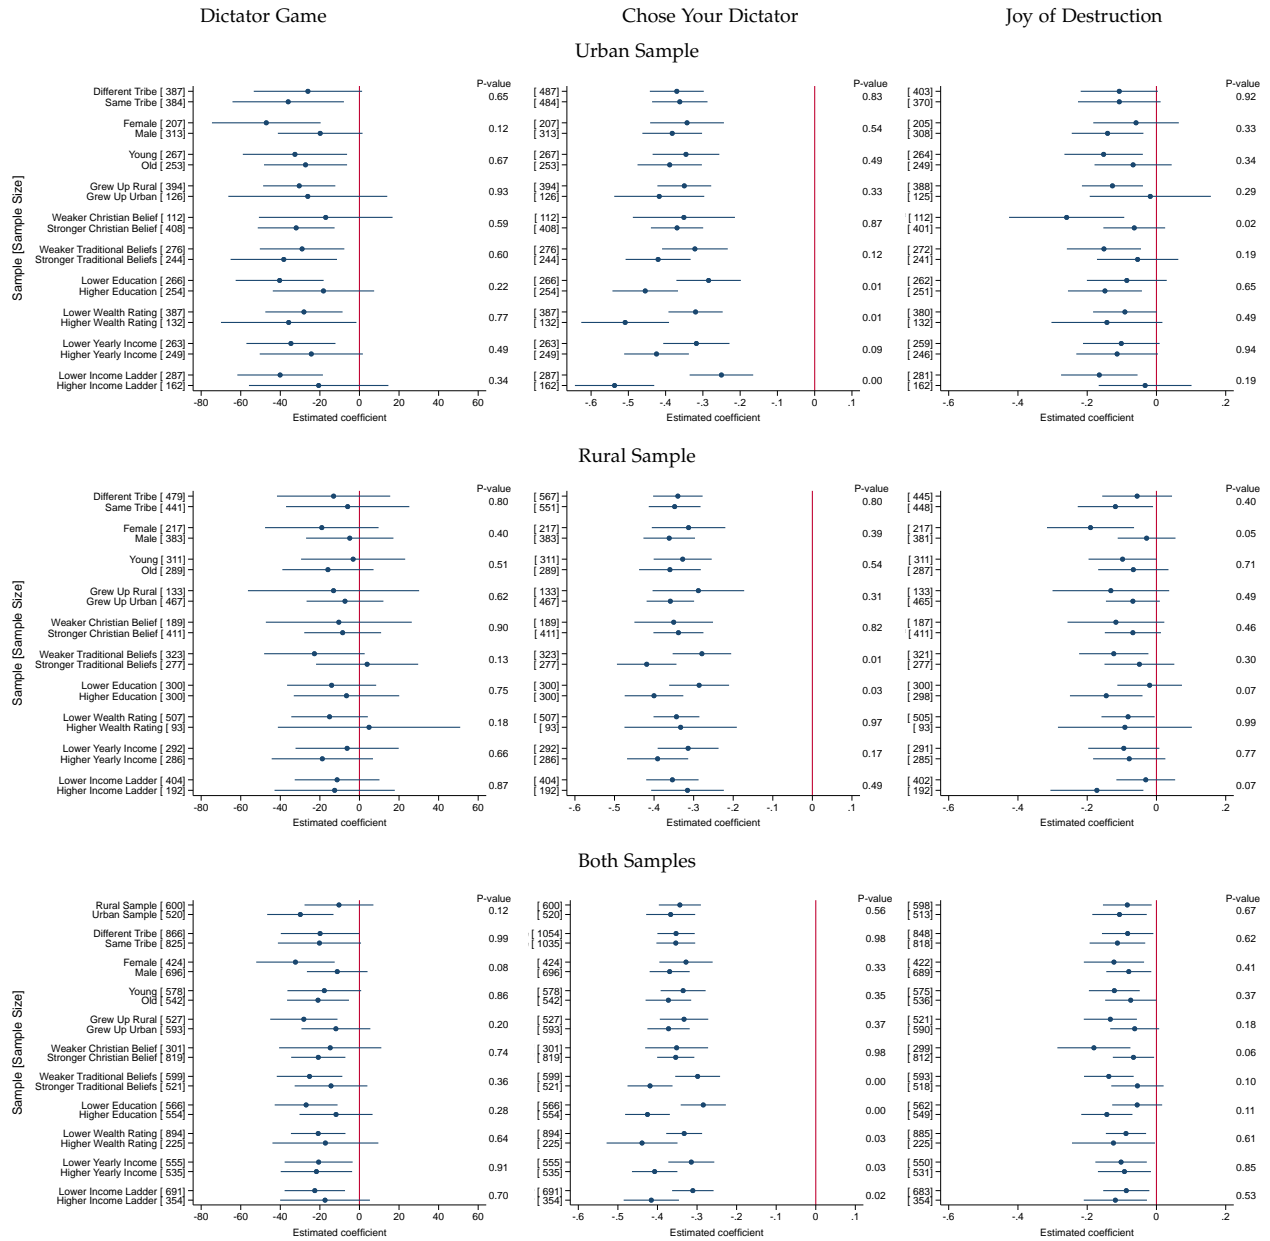 Dictator Game Chose Your Dictator Joy of Destruction
Urban Sample
P-value P-value P-value
Different Tribe [ 387] [ 487] [ 403]
0.65 0.83 0.92
Same Tribe [ 384] [ 484] [ 370]
Female [ 207] [ 207] [ 205]
0.12 0.54 0.33
Male [ 313] [ 313] [ 308]
Young [ 267] [ 267] [ 264]
0.67 0.49 0.34
Old [ 253] [ 253] [ 249]
Grew Up Rural [ 394] [ 394] [ 388]
0.93 0.33 0.29
Grew Up Urban [ 126] [ 126] [ 125]
Weaker Christian Belief [ 112] [ 112] [ 112]
0.59 0.87 0.02
Stronger Christian Belief [ 408] [ 408] [ 401]
Weaker Traditional Beliefs [ 276] [ 276] [ 272]
0.60 0.12 0.19
Stronger Traditional Beliefs [ 244] [ 244] [ 241]
Lower Education [ 266] [ 266] [ 262]
0.22 0.01 0.65
Higher Education [ 254] [ 254] [ 251]
Lower Wealth Rating [ 387] [ 387] [ 380]
0.77 0.01 0.49
Higher Wealth Rating [ 132] [ 132] [ 132]
Lower Yearly Income [ 263] [ 263] [ 259]
0.49 0.09 0.94
Higher Yearly Income [ 249] [ 249] [ 246]
Lower Income Ladder [ 287] [ 287] [ 281]
0.34 0.00 0.19
Higher Income Ladder [ 162] [ 162] [ 162]
Sample [Sample Size]
-80 -60 -40 -20 0 20 40 60 -.6 -.5 -.4 -.3 -.2 0 .1 -.6 -.4 -.2 0 .2
Estimated coefficient Estimated coefficient Estimated coefficient
Rural Sample
P-value P-value P-value
Different Tribe [ 479] [ 567] [ 445]
0.80 0.80 0.40
Same Tribe [ 441] [ 551] [ 448]
Female [ 217] [ 217] [ 217]
0.40 0.39 0.05
Male [ 383] [ 383] [ 381]
Young [ 311] [ 311] [ 311]
0.51 0.54 0.71
Old [ 289] [ 289] [ 287]
Grew Up Rural [ 133] [ 133] [ 133]
0.62 0.31 0.49
Grew Up Urban [ 467] [ 467] [ 465]
Weaker Christian Belief [ 189] [ 189] [ 187]
0.90 0.82 0.46
Stronger Christian Belief [ 411] [ 411] [ 411]
Weaker Traditional Beliefs [ 323] [ 323] [ 321]
0.13 0.01 0.30
Stronger Traditional Beliefs [ 277] [ 277] [ 277]
Lower Education [ 300] [ 300] [ 300]
0.75 0.03 0.07
Higher Education [ 300] [ 300] [ 298]
Lower Wealth Rating [ 507] [ 507] [ 505]
0.18 0.97 0.99
Higher Wealth Rating [ 93] [ 93] [ 93]
Lower Yearly Income [ 292] [ 292] [ 291]
0.66 0.17 0.77
Higher Yearly Income [ 286] [ 286] [ 285]
Lower Income Ladder [ 404] [ 404] [ 402]
0.87 0.49 0.07
Higher Income Ladder [ 192] [ 192] [ 192]
Sample [Sample Size]
-80 -60 -40 -20 0 20 40 60 -.6 -.5 -.4 -.3 -.2 0 .1 -.6 -.4 -.2 0 .2
Estimated coefficient Estimated coefficient Estimated coefficient
Both Samples
P-value P-value P-value
Rural Sample [ 600] [ 600] [ 598]
0.12 0.56 0.67
Urban Sample [ 520] [ 520] [ 513]
Different Tribe [ 866] [ 1054] [ 848]
0.99 0.98 0.62
Same Tribe [ 825] [ 1035] [ 818]
Female [ 424] [ 424] [ 422]
0.08 0.33 0.41
Male [ 696] [ 696] [ 689]
Young [ 578] [ 578] [ 575]
0.86 0.35 0.37
Old [ 542] [ 542] [ 536]
Grew Up Rural [ 527] [ 527] [ 521]
0.20 0.37 0.18
Grew Up Urban [ 593] [ 593] [ 590]
Weaker Christian Belief [ 301] [ 301] [ 299]
0.74 0.98 0.06
Stronger Christian Belief [ 819] [ 819] [ 812]
Weaker Traditional Beliefs [ 599] [ 599] [ 593]
0.36 0.00 0.10
Stronger Traditional Beliefs [ 521] [ 521] [ 518]
Lower Education [ 566] [ 566] [ 562]
0.28 0.00 0.11
Higher Education [ 554] [ 554] [ 549]
Lower Wealth Rating [ 894] [ 894] [ 885]
0.64 0.03 0.61
Higher Wealth Rating [ 225] [ 225] [ 225]
Lower Yearly Income [ 555] [ 555] [ 550]
0.91 0.03 0.85
Higher Yearly Income [ 535] [ 535] [ 531]
Lower Income Ladder [ 691] [ 691] [ 683]
0.70 0.02 0.53
Higher Income Ladder [ 354] [ 354] [ 354]
Sample [Sample Size]
-80 -60 -40 -20 0 20 40 60 -.6 -.5 -.4 -.3 -.2 0 .1 -.6 -.4 -.2 0 .2
Estimated coefficient Estimated coefficient Estimated coefficient